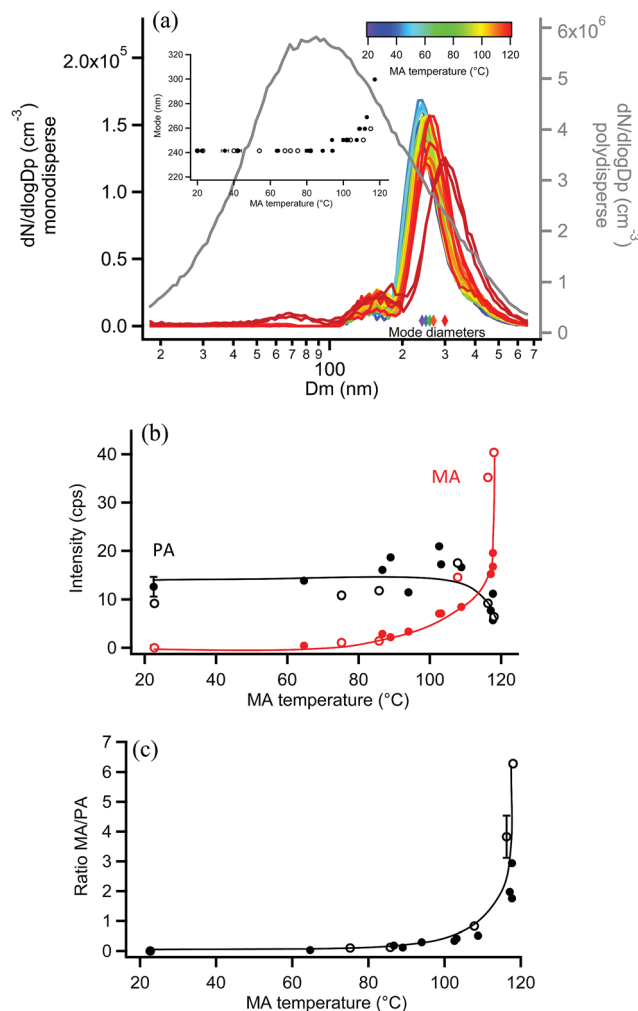 (a)
20 40 60 80 100 120
MA temperature (°C)
6x10⁶
5
4
3
2
1
0
dN/dlogDp (cm⁻³)
polydisperse
2.0x10⁵
1.5
1.0
0.5
0.0
dN/dlogDp (cm⁻³)
monodisperse
320
300
280
260
240
220
Mode (nm)
20 40 60 80 100 120
MA temperature (°C)
Mode diameters
2 3 4 5 6 7 8 9 100 2 3 4 5 6 7
Dm (nm)
(b)
40
30
20
10
0
Intensity (cps)
MA
PA
20 40 60 80 100 120
MA temperature (°C)
(c)
7
6
5
4
3
2
1
0
Ratio MA/PA
20 40 60 80 100 120
MA temperature (°C)